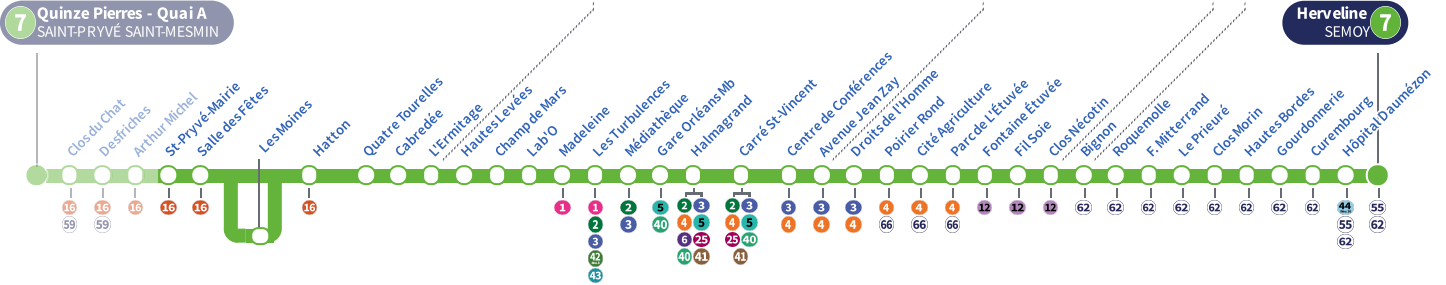 7 Quinze Pierres - Quai A
SAINT-PRYVÉ SAINT-MESMIN
Herveline 7
SEMOY
Clos du Chat
Desfriches
Arthur Michel
St-Pryvé-Mairie
Salle des Fêtes
Les Moines
Hatton
Quatre Tourelles
Cabredée
L'Ermitage
Hautes Levées
Champ de Mars
Lab'O
Madeleine
Les Turbulences
Médiathèque
Gare Orléans Mb
Halmagrand
Carré St-Vincent
Centre de Conférences
Avenue Jean Zay
Droits de l'Homme
Poirier Rond
Cité Agriculture
Parc de L'Étuvée
Fontaine Étuvée
Fil Soie
Clos Nécotin
Bignon
Roquemolle
F. Mitterrand
Le Prieuré
Clos Morin
Hautes Bordes
Gourdonnerie
Curembourg
Hôpital Daumézon
16 16 16 16 16 16 1 1 2 5 2 3 2 3 3 3 3 4 4 4 12 12 12 62 62 62 62 62 62 62 62 44 55
59 59 2 3 40 4 5 4 5 4 4 4 66 66 66 55 62
3 6 25 25 40 62
42 40 41 41
43